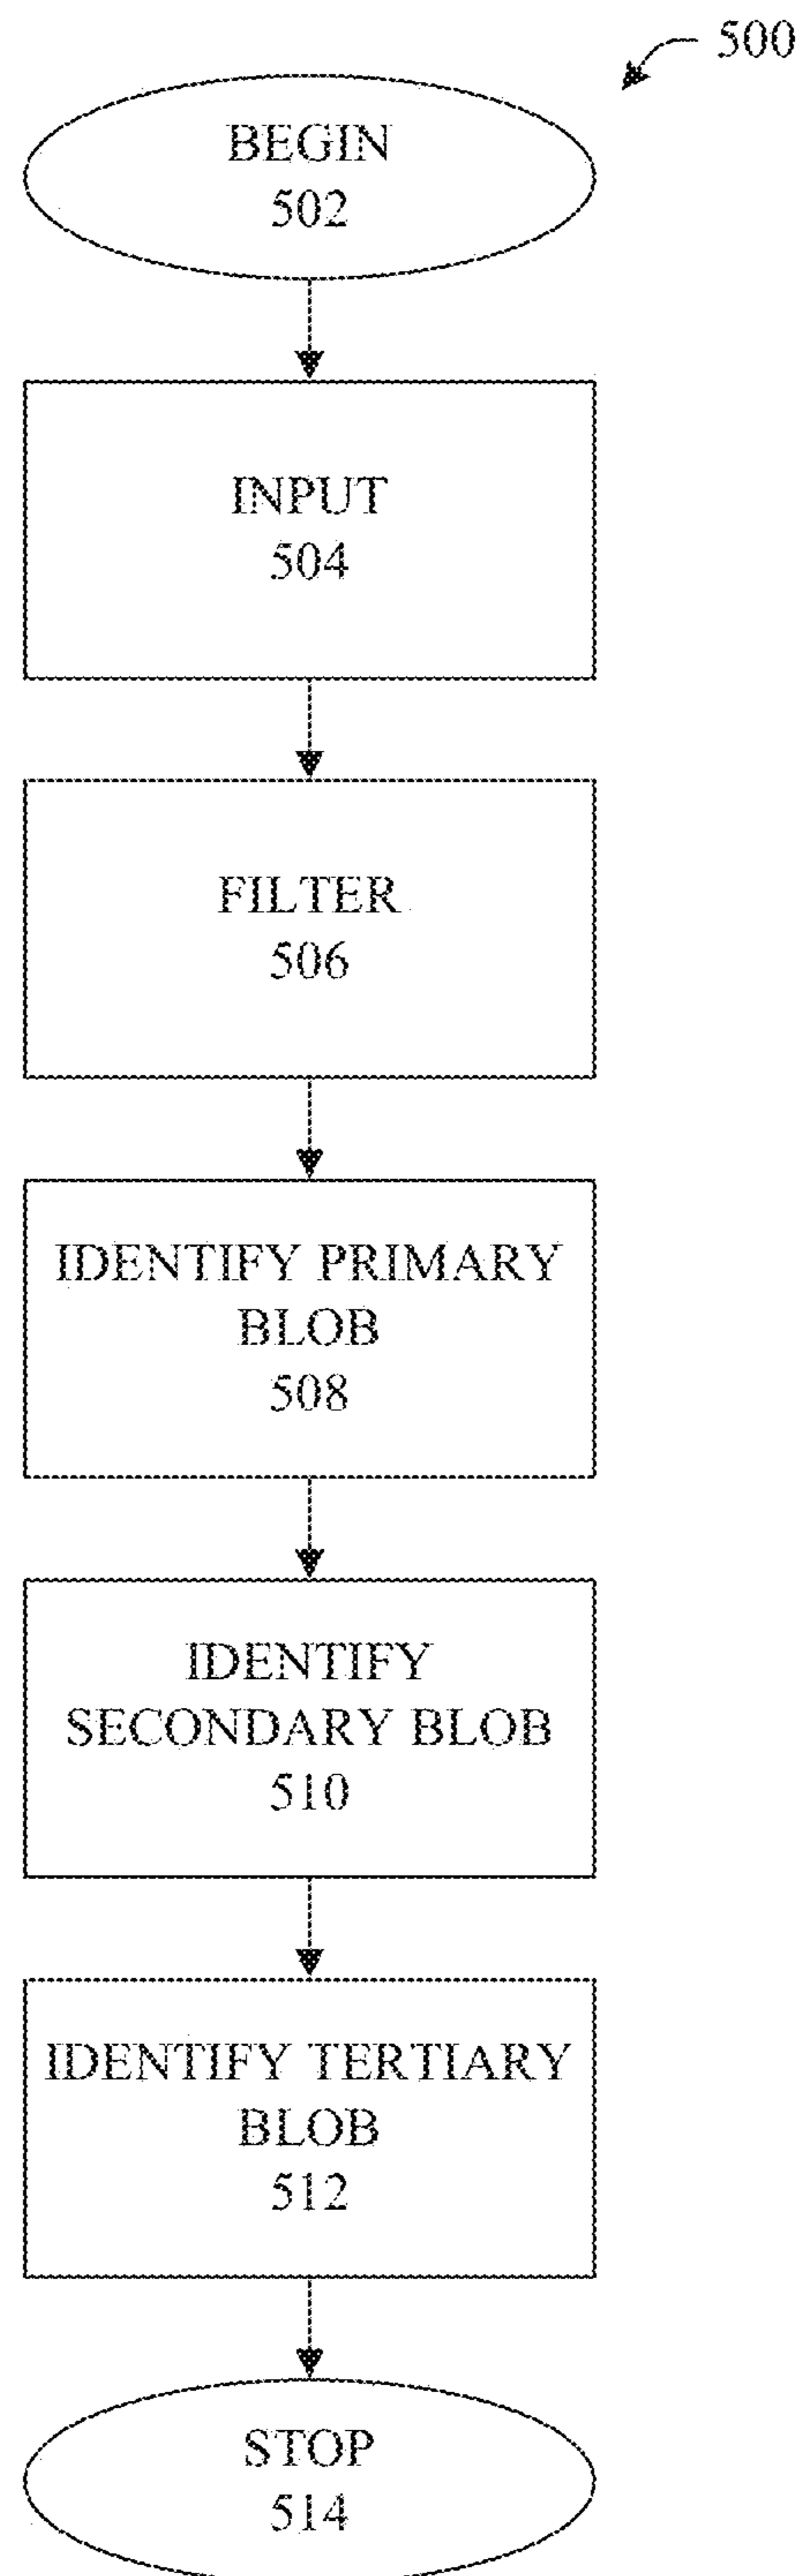 500
BEGIN
502
INPUT
504
FILTER
506
IDENTIFY PRIMARY
BLOB
508
IDENTIFY
SECONDARY BLOB
510
IDENTIFY TERTIARY
BLOB
512
STOP
514